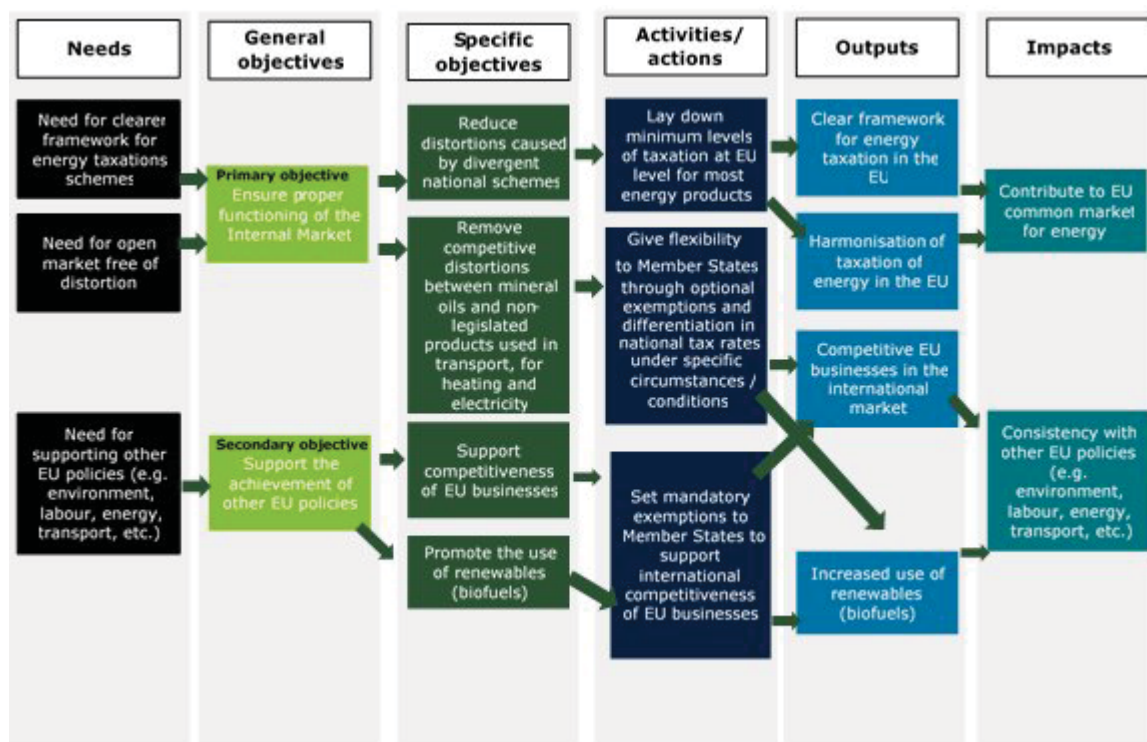 Needs
General
objectives
Specific
objectives
Activities/
actions
Outputs
Impacts
Need for clearer
framework for
energy taxations
schemes
Need for open
market free of
distortion
Need for
supporting other
EU policies (e.g.
environment,
labour, energy,
transport, etc.)
Primary objective
Ensure proper
functioning of the
Internal Market
Secondary objective
Support the
achievement of
other EU policies
Reduce
distortions caused
by divergent
national schemes
Remove
competitive
distortions
between mineral
oils and non-
legislated
products used in
transport, for
heating and
electricity
Support
competitiveness
of EU businesses
Promote the use
of renewables
(biofuels)
Lay down
minimum levels
of taxation at EU
level for most
energy products
Give flexibility
to Member States
through optional
exemptions and
differentiation in
national tax rates
under specific
circumstances /
conditions
Set mandatory
exemptions to
Member States to
support
international
competitiveness
of EU businesses
Clear framework
for energy
taxation in the
EU
Harmonisation of
taxation of
energy in the EU
Competitive EU
businesses in the
international
market
Increased use of
renewables
(biofuels)
Contribute to EU
common market
for energy
Consistency with
other EU policies
(e.g.
environment,
labour, energy,
transport, etc.)